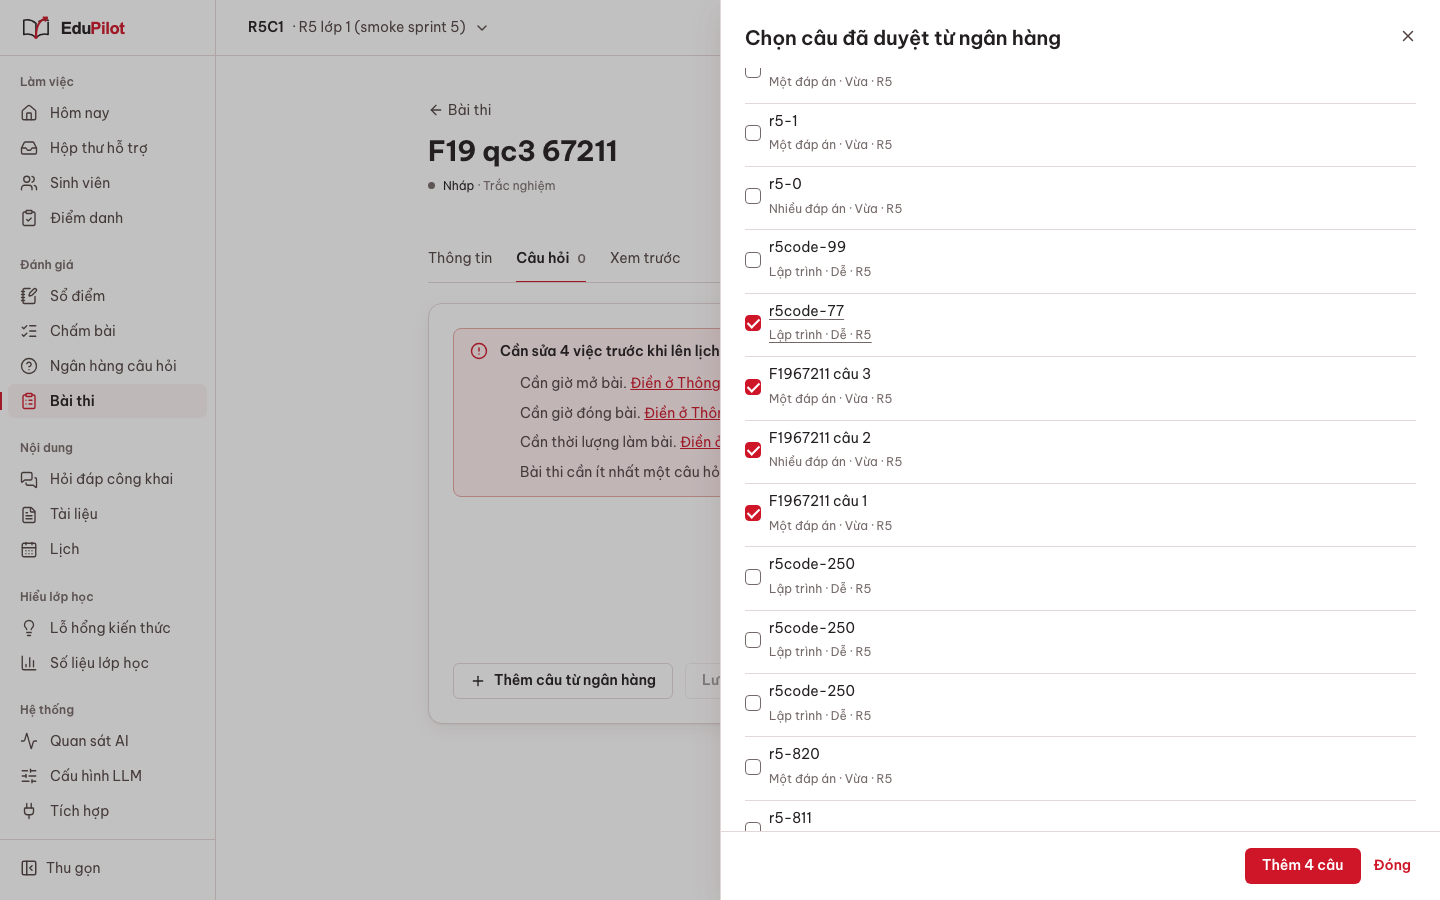 EduPilot
R5C1 · R5 lớp 1 (smoke sprint 5)
Làm việc
Hôm nay
Hộp thư hỗ trợ
Sinh viên
Điểm danh
Đánh giá
Sổ điểm
Chấm bài
Ngân hàng câu hỏi
Bài thi
Nội dung
Hỏi đáp công khai
Tài liệu
Lịch
Hiểu lớp học
Lỗ hổng kiến thức
Số liệu lớp học
Hệ thống
Quan sát AI
Cấu hình LLM
Tích hợp
Thu gọn
Bài thi
F19 qc3 67211
Nháp · Trắc nghiệm
Thông tin
Câu hỏi 0
Xem trước
Cần sửa 4 việc trước khi lên lịch
Cần giờ mở bài. Điền ở Thông
Cần giờ đóng bài. Điền ở Thôn
Cần thời lượng làm bài. Điền ở
Bài thi cần ít nhất một câu hỏ
Thêm câu từ ngân hàng
Lư
Chọn câu đã duyệt từ ngân hàng
Một đáp án · Vừa · R5
r5-1
Một đáp án · Vừa · R5
r5-0
Nhiều đáp án · Vừa · R5
r5code-99
Lập trình · Dễ · R5
r5code-77
Lập trình · Dễ · R5
F1967211 câu 3
Một đáp án · Vừa · R5
F1967211 câu 2
Nhiều đáp án · Vừa · R5
F1967211 câu 1
Một đáp án · Vừa · R5
r5code-250
Lập trình · Dễ · R5
r5code-250
Lập trình · Dễ · R5
r5code-250
Lập trình · Dễ · R5
r5-820
Một đáp án · Vừa · R5
r5-811
Thêm 4 câu
Đóng